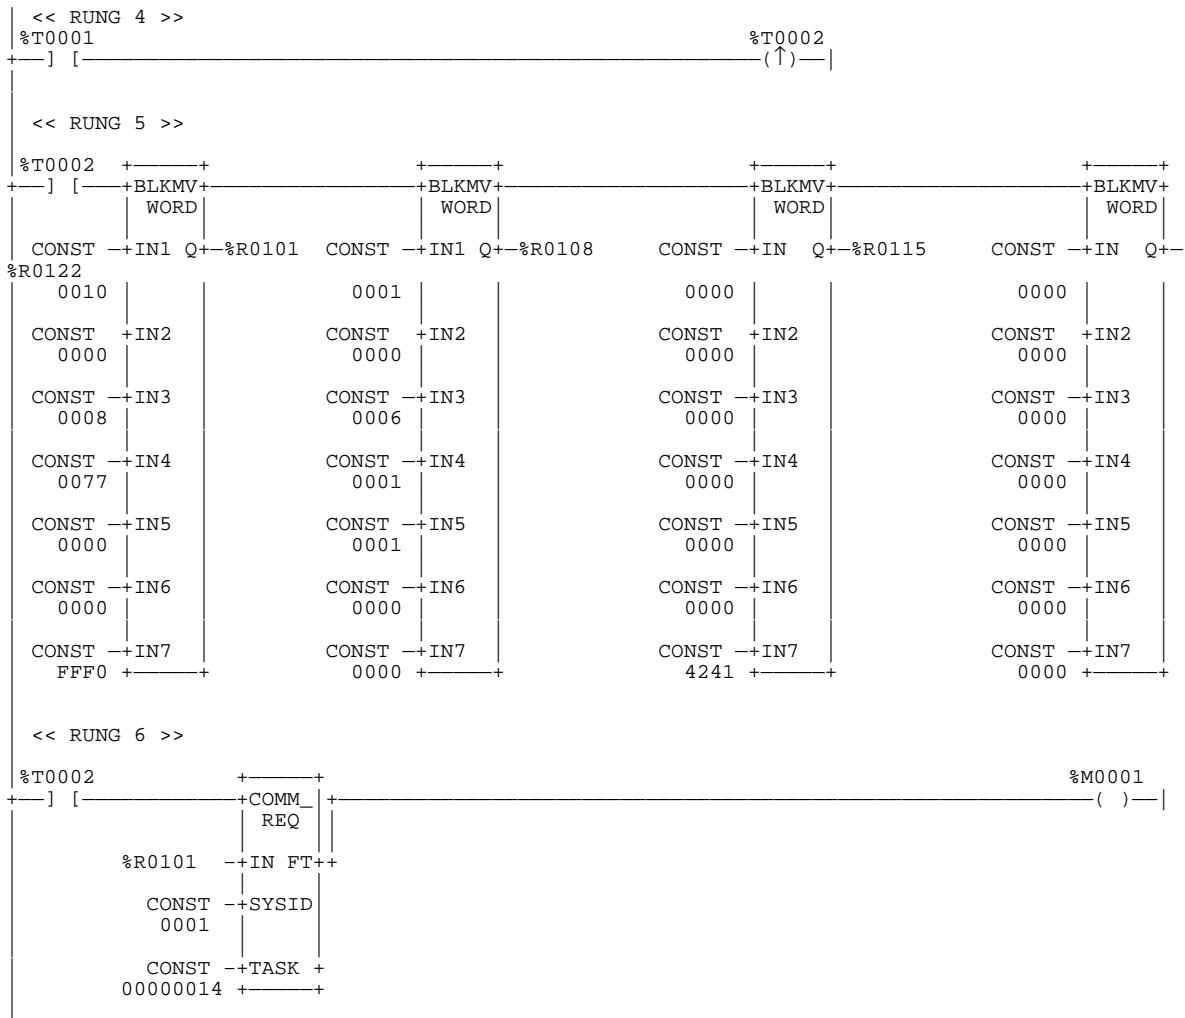 << RUNG 4 >>
%T0001 %T0002
+——] [————(↑)——|
<< RUNG 5 >>
%T0002 +—————+ +—————+ +—————+ +—————+
+——] [———+BLKMV+————+BLKMV+————+BLKMV+————+BLKMV+
WORD WORD WORD WORD
CONST —+IN1 Q+—%R0101 CONST —+IN1 Q+—%R0108 CONST —+IN Q+—%R0115 CONST —+IN Q+—
%R0122
0010 0001 0000 0000
CONST +IN2 CONST +IN2 CONST +IN2 CONST +IN2
0000 0000 0000 0000
CONST —+IN3 CONST —+IN3 CONST —+IN3 CONST —+IN3
0008 0006 0000 0000
CONST —+IN4 CONST —+IN4 CONST —+IN4 CONST —+IN4
0077 0001 0000 0000
CONST —+IN5 CONST —+IN5 CONST —+IN5 CONST —+IN5
0000 0001 0000 0000
CONST —+IN6 CONST —+IN6 CONST —+IN6 CONST —+IN6
0000 0000 0000 0000
CONST —+IN7 CONST —+IN7 CONST —+IN7 CONST —+IN7
FFF0 +—————+ 0000 +—————+ 4241 +—————+ 0000 +—————+
<< RUNG 6 >>
%T0002 +—————+ %M0001
+——] [————+COMM_|+————( )——|
REQ
%R0101 -+IN FT++
CONST -+SYSID
0001
CONST -+TASK +
00000014 +—————+